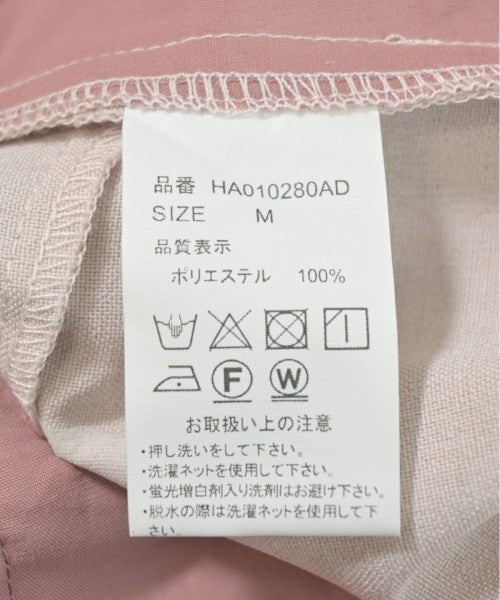 品番 HA010280AD
SIZE M
品質表示
ポリエステル 100%
F W
お取扱い上の注意
・押し洗いをして下さい。
・洗濯ネットを使用して下さい。
・蛍光増白剤入り洗剤はお避け下さい。
・脱水の際は洗濯ネットを使用して下
さい。